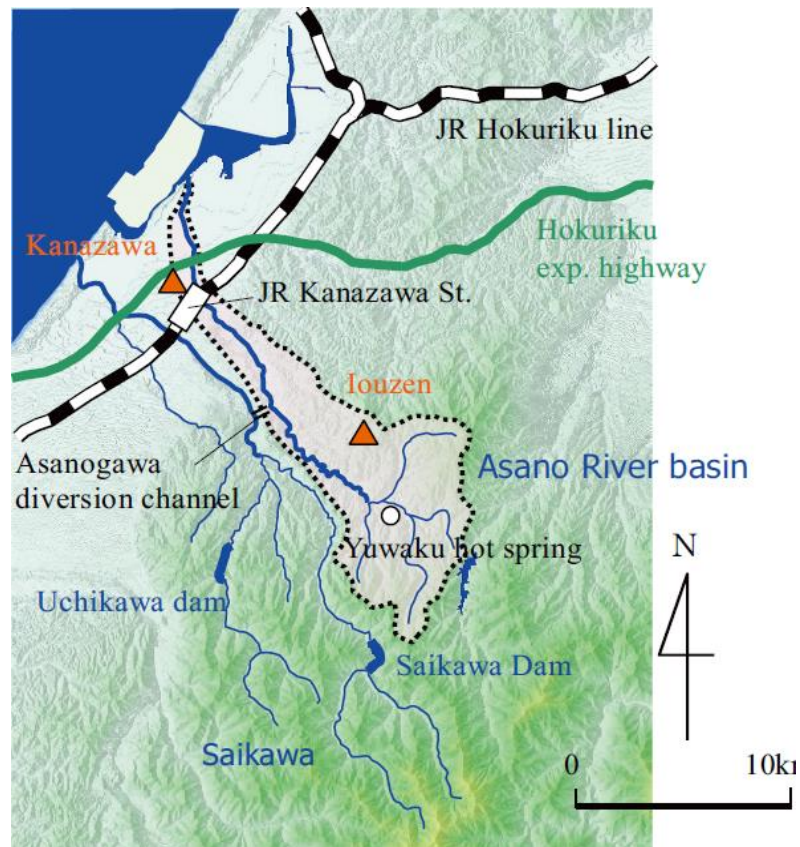 JR Hokuriku line
Kanazawa
Hokuriku
exp. highway
JR Kanazawa St.
Iouzen
Asanogawa
diversion channel
Asano River basin
Yuwaku hot spring
N
Uchikawa dam
Saikawa Dam
Saikawa
0
10km